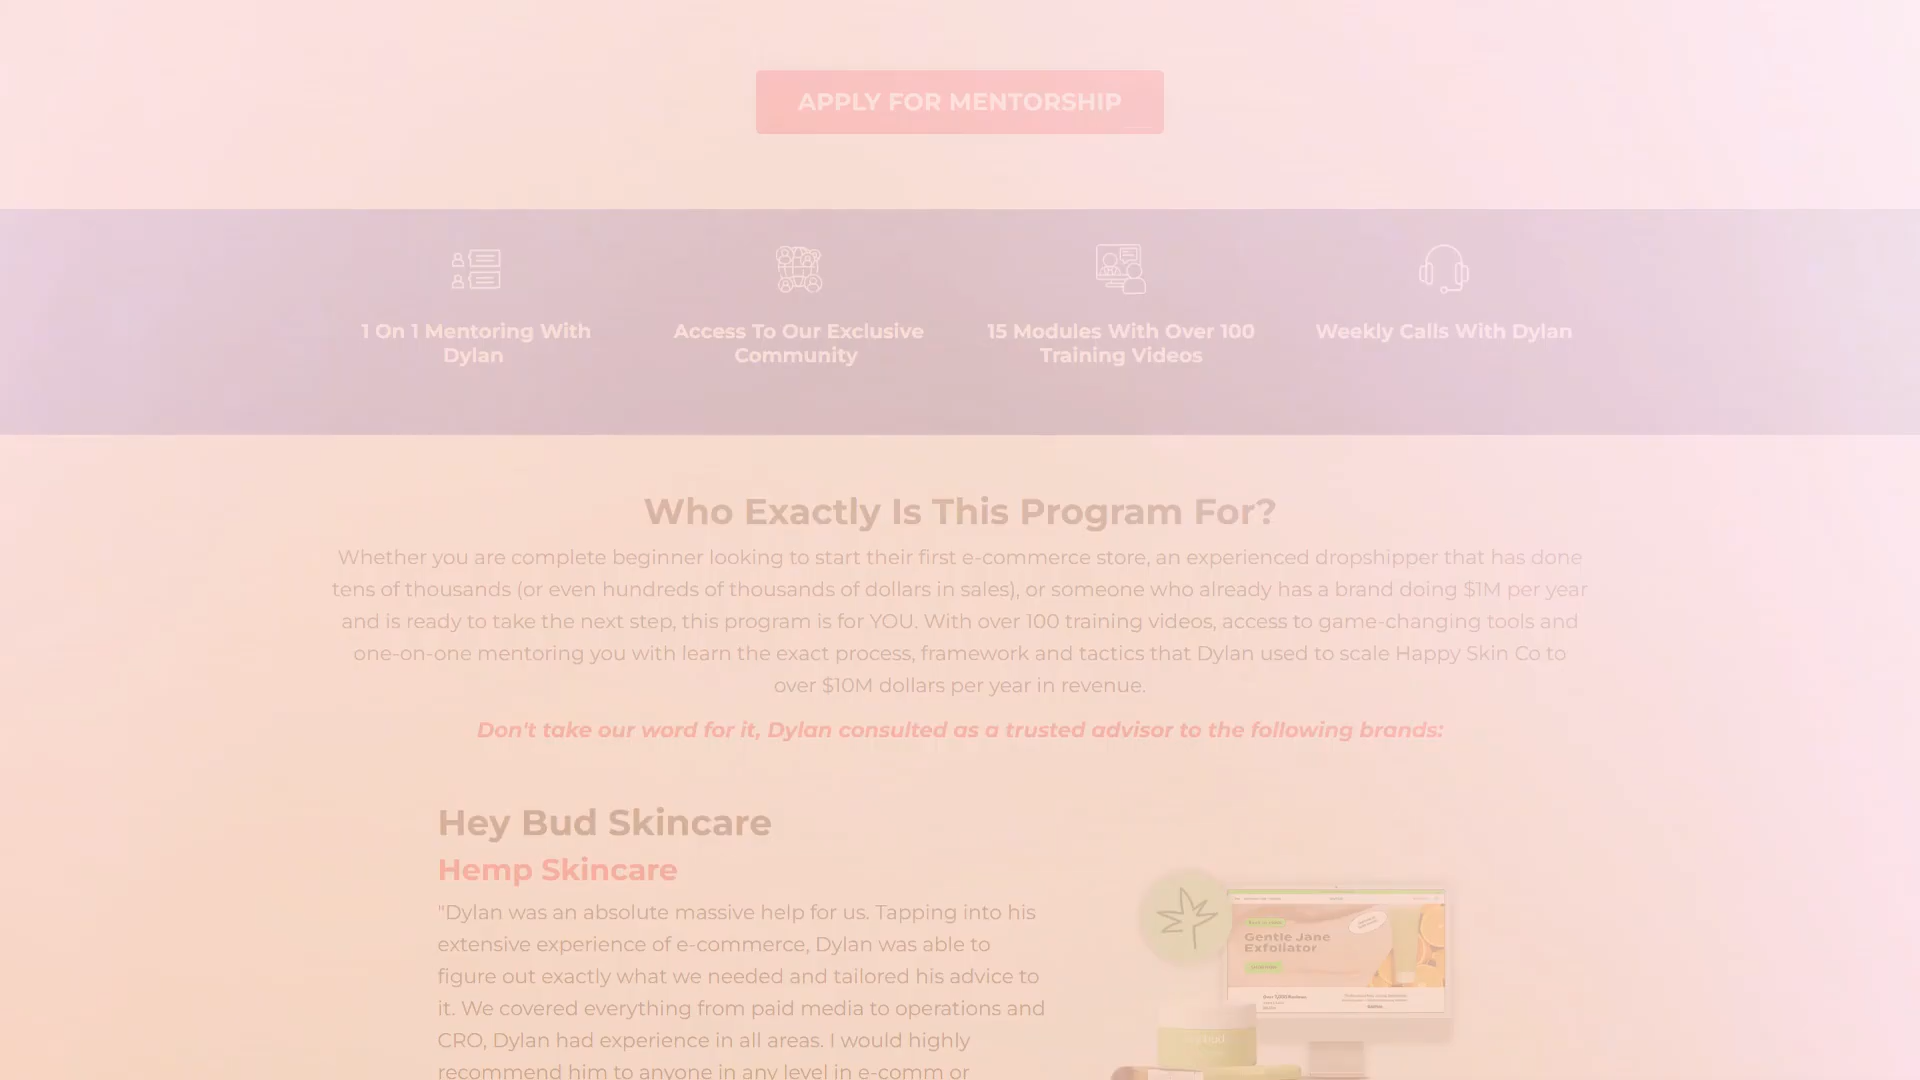 APPLY FOR MENTORSHIP
1 On 1 Mentoring With
Dylan
Access To Our Exclusive
Community
15 Modules With Over 100
Training Videos
Weekly Calls With Dylan
Who Exactly Is This Program For?
Whether you are complete beginner looking to start their first e-commerce store, an experienced dropshipper that has done
tens of thousands (or even hundreds of thousands of dollars in sales), or someone who already has a brand doing $1M per year
and is ready to take the next step, this program is for YOU. With over 100 training videos, access to game-changing tools and
one-on-one mentoring you with learn the exact process, framework and tactics that Dylan used to scale Happy Skin Co to
over $10M dollars per year in revenue.
Don't take our word for it, Dylan consulted as a trusted advisor to the following brands:
Hey Bud Skincare
Hemp Skincare
"Dylan was an absolute massive help for us. Tapping into his
extensive experience of e-commerce, Dylan was able to
figure out exactly what we needed and tailored his advice to
it. We covered everything from paid media to operations and
CRO, Dylan had experience in all areas. I would highly
recommend him to anyone in any level in e-comm or
Gentle Jane
Exfoliator